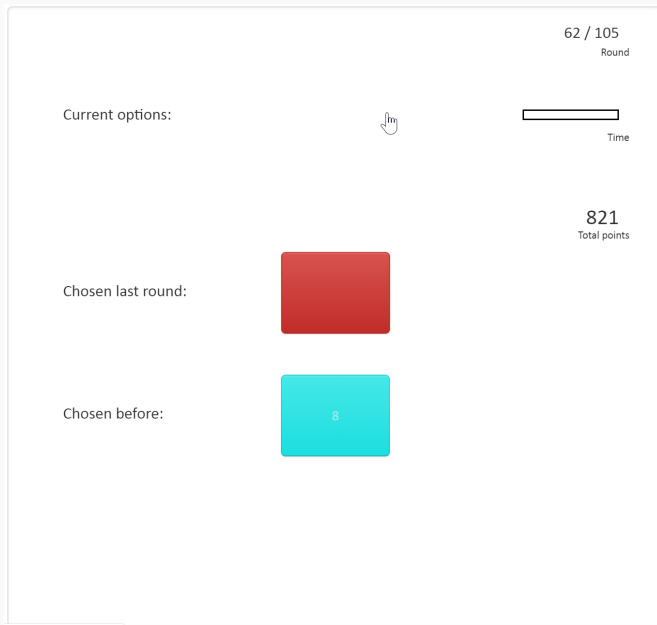 62 / 105
Round
Current options:
Time
821
Total points
Chosen last round:
Chosen before:
8